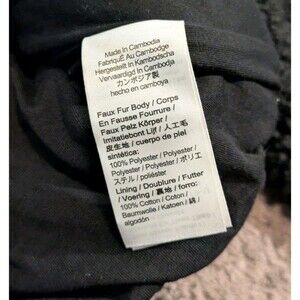 Made In Cambodia
Fabriqué Au Cambodge
Hergestellt In Kambodscha
Vervaardigd In Cambodja
カンボジア製
hecho en camboya
Faux Fur Body / Corps
En Fausse Fourrure /
Faux Pelz Körper /
Imitatiebont Lijf / 人工毛
皮生地 / cuerpo de piel
sintética:
100% Polyester / Polyester
/ Polyester / Polyester / ポリエ
ステル / poliéster
Lining / Doublure / Futter
/ Voering / 裏地 / forro:
100% Cotton / Coton /
Baumwolle / Katoen / 綿 /
algodón